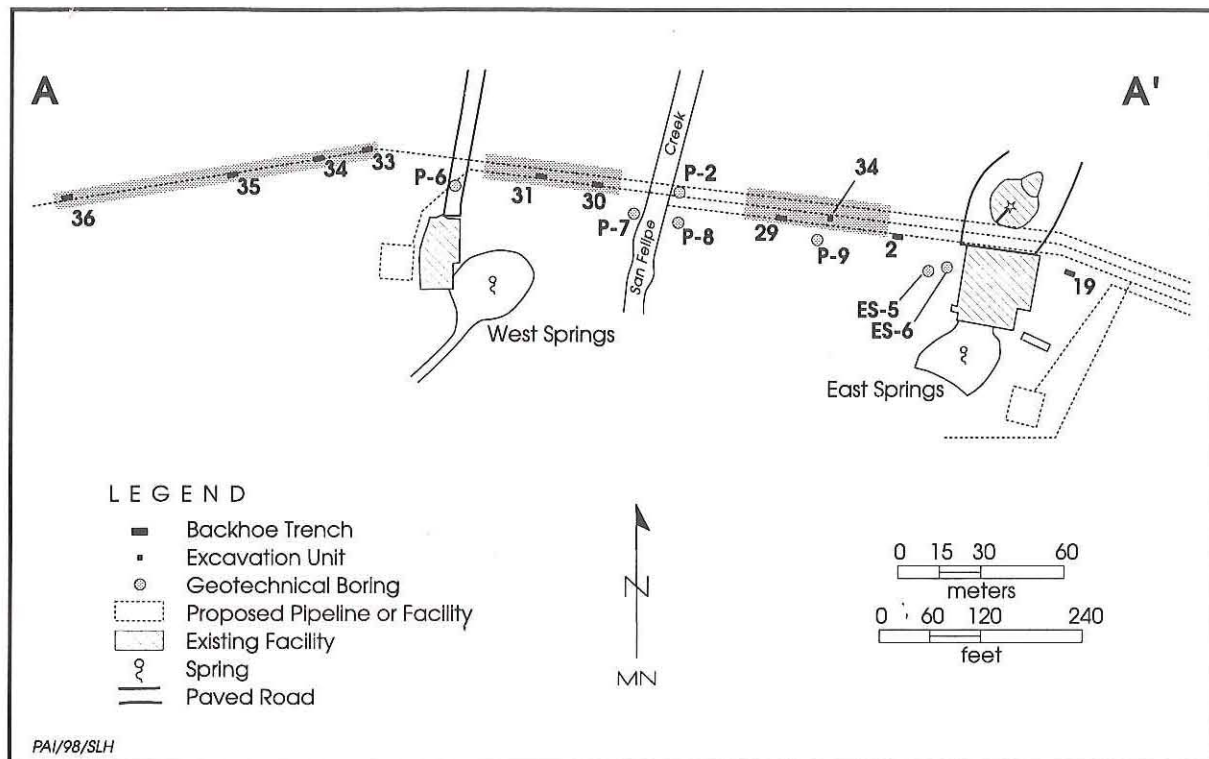 A
A'
33
34
35
36
P-6
31
30
Creek
San Felipe
P-2
P-7
P-8
34
29
P-9
2
ES-5
ES-6
19
West Springs
East Springs
LEGEND
Backhoe Trench
Excavation Unit
Geotechnical Boring
Proposed Pipeline or Facility
Existing Facility
Spring
Paved Road
N
MN
0 15 30 60
meters
0 60 120 240
feet
PAI/98/SLH